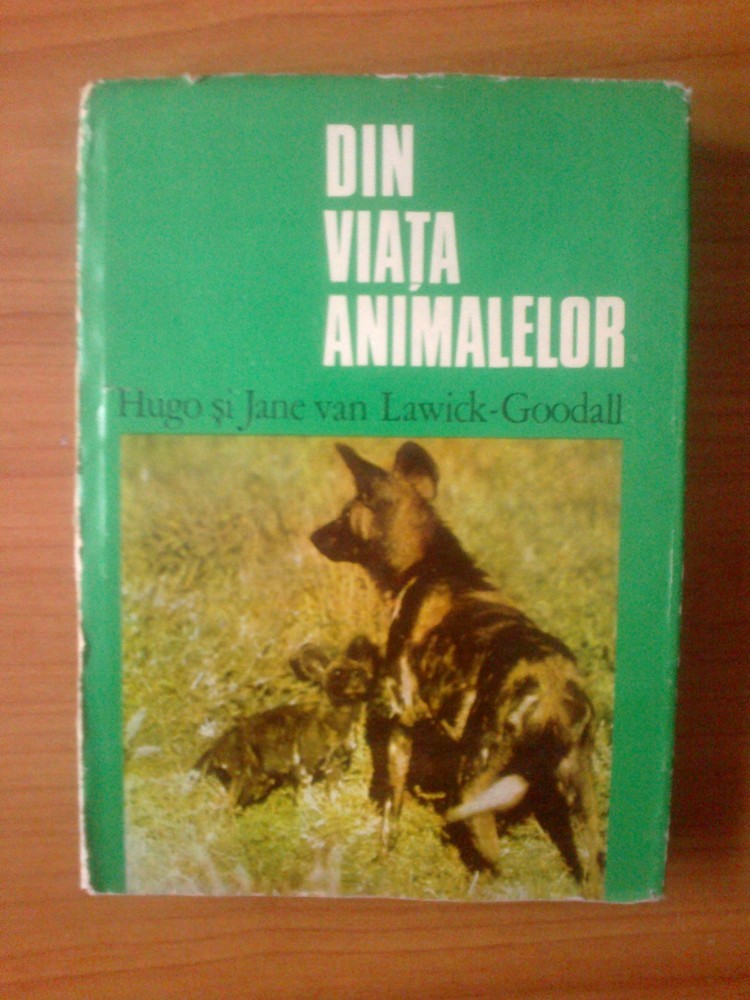 DIN
VIAȚA
ANIMALELOR
Hugo și Jane van Lawick-Goodall